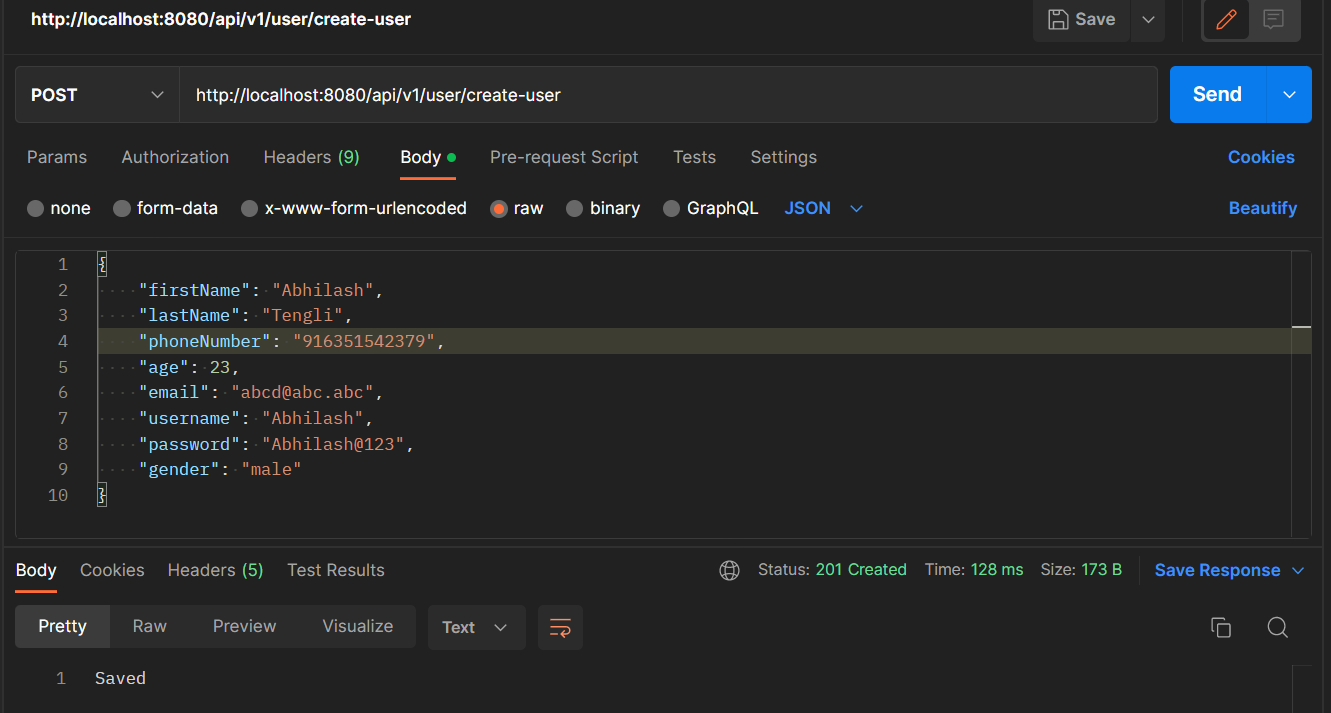 http://localhost:8080/api/v1/user/create-user
Save
POST
http://localhost:8080/api/v1/user/create-user
Send
Params Authorization Headers (9) Body Pre-request Script Tests Settings Cookies
none form-data x-www-form-urlencoded raw binary GraphQL JSON Beautify
1 {
2 "firstName": "Abhilash",
3 "lastName": "Tengli",
4 "phoneNumber": "916351542379",
5 "age": 23,
6 "email": "abcd@abc.abc",
7 "username": "Abhilash",
8 "password": "Abhilash@123",
9 "gender": "male"
10 }
Body Cookies Headers (5) Test Results Status: 201 Created Time: 128 ms Size: 173 B Save Response
Pretty Raw Preview Visualize Text
1 Saved